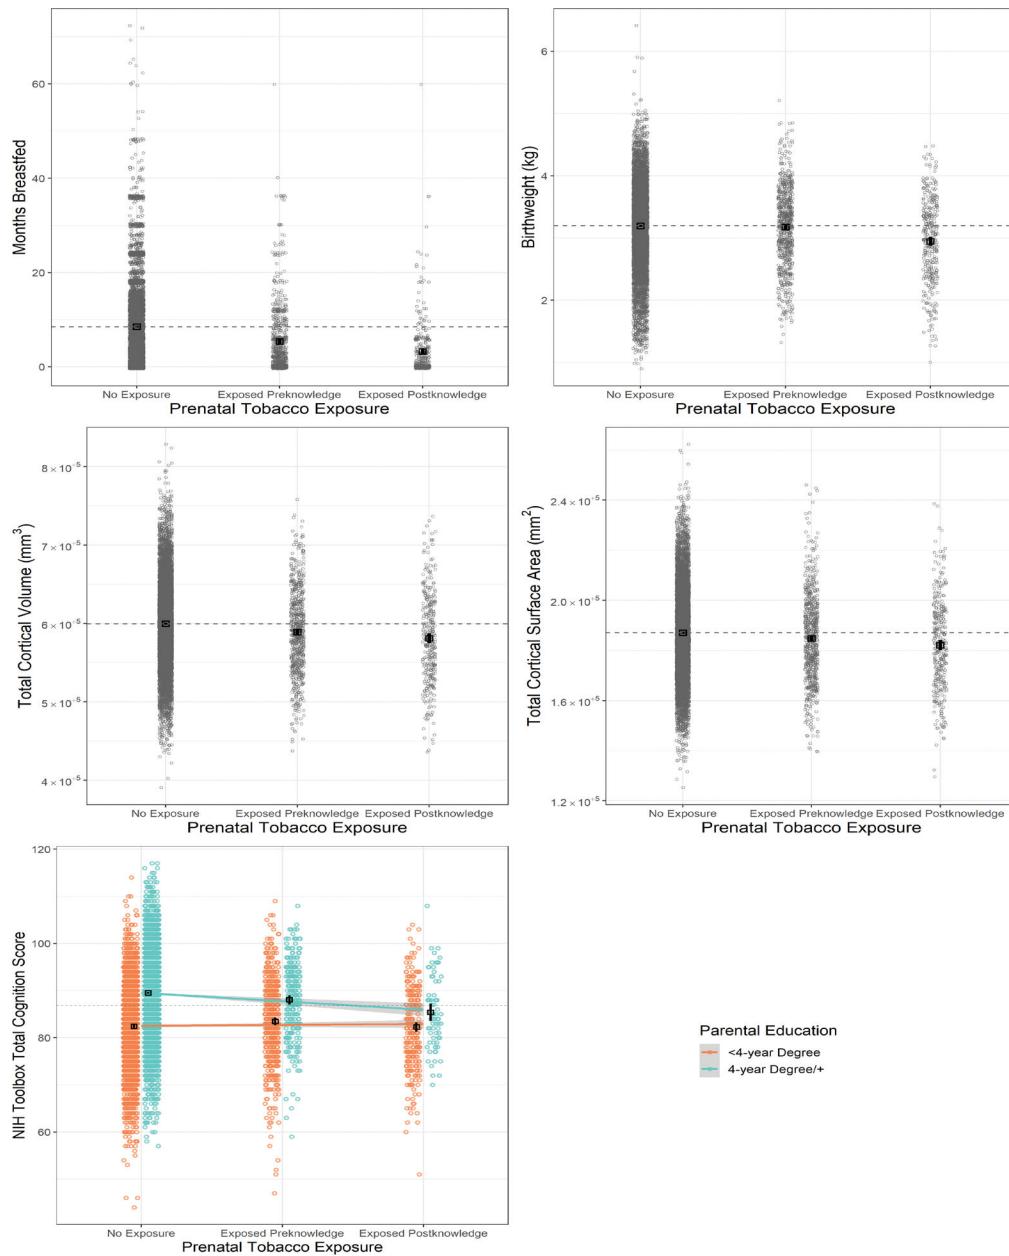 Months Breastfed
60
40
20
0
No Exposure Exposed Preknowledge Exposed Postknowledge
Prenatal Tobacco Exposure
Birthweight (kg)
6
4
2
No Exposure Exposed Preknowledge Exposed Postknowledge
Prenatal Tobacco Exposure
Total Cortical Volume (mm³)
8 × 10⁻⁵
7 × 10⁻⁵
6 × 10⁻⁵
5 × 10⁻⁵
4 × 10⁻⁵
No Exposure Exposed Preknowledge Exposed Postknowledge
Prenatal Tobacco Exposure
Total Cortical Surface Area (mm²)
2.4 × 10⁻⁵
2.0 × 10⁻⁵
1.6 × 10⁻⁵
1.2 × 10⁻⁵
No Exposure Exposed Preknowledge Exposed Postknowledge
Prenatal Tobacco Exposure
NIH Toolbox Total Cognition Score
120
100
80
60
No Exposure Exposed Preknowledge Exposed Postknowledge
Prenatal Tobacco Exposure
Parental Education
<4-year Degree
4-year Degree/+